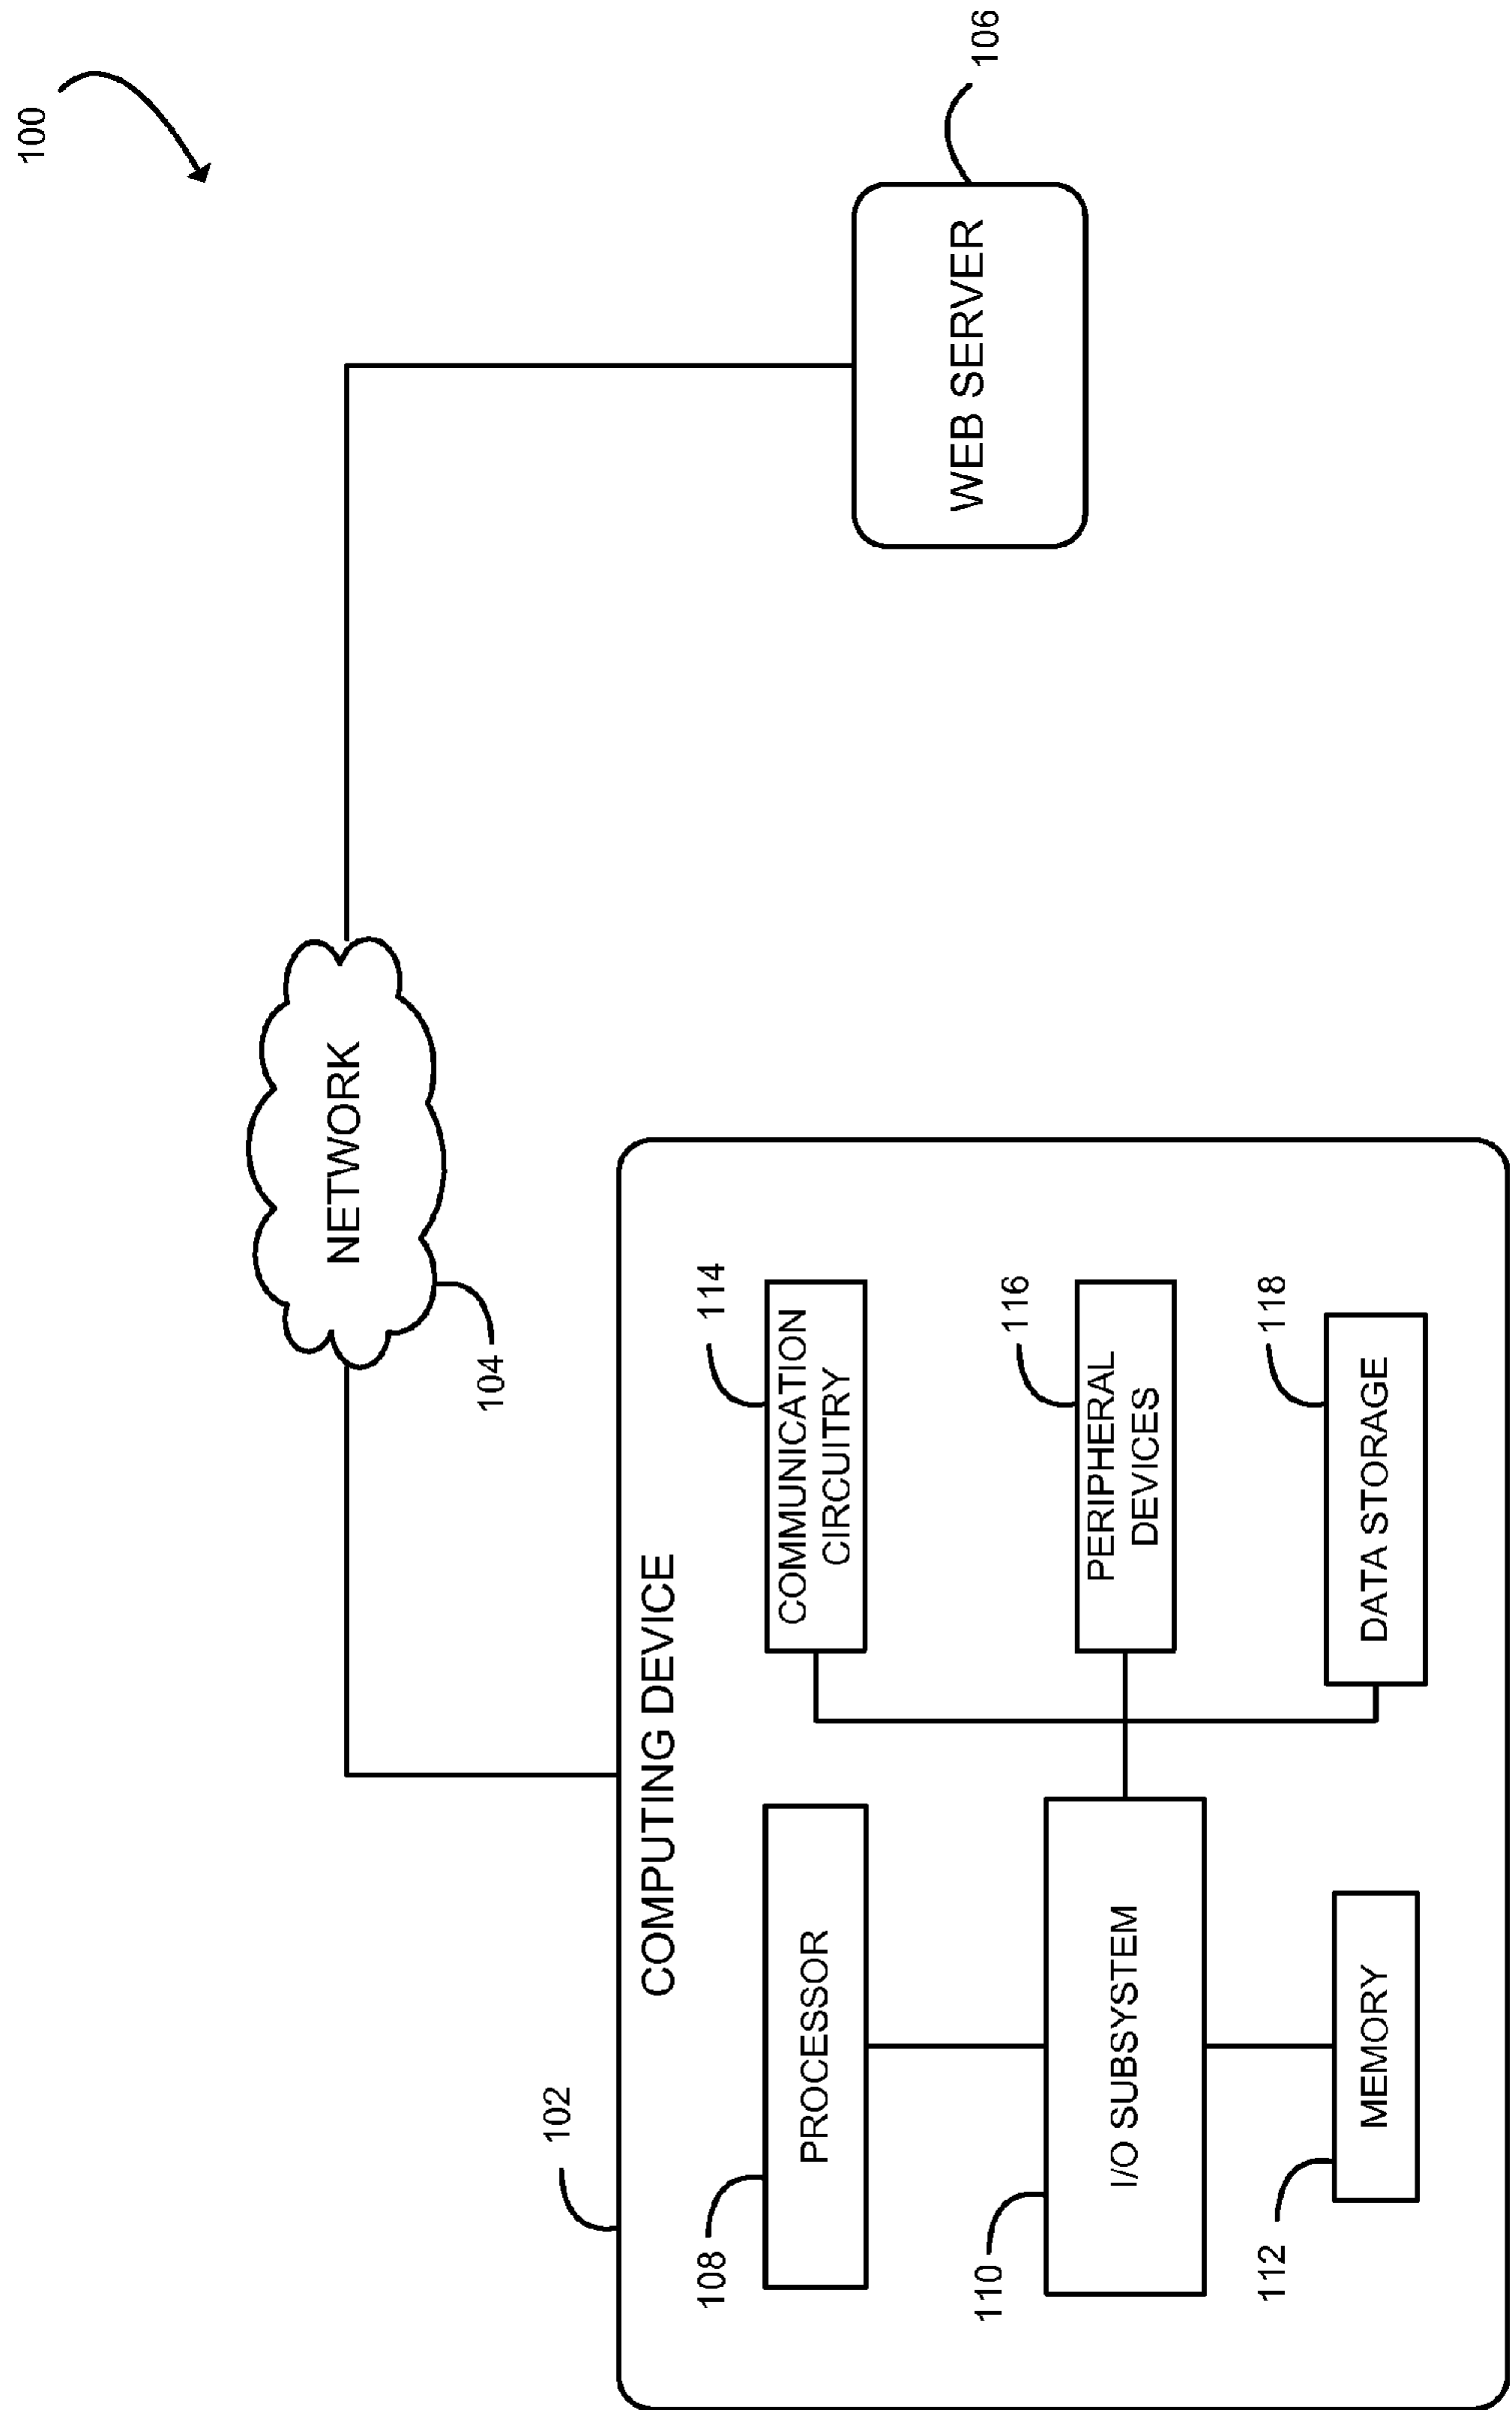 100
NETWORK
104
102
COMPUTING DEVICE
108
PROCESSOR
114
COMMUNICATION
CIRCUITRY
110
I/O SUBSYSTEM
116
PERIPHERAL
DEVICES
112
MEMORY
118
DATA STORAGE
WEB SERVER
106